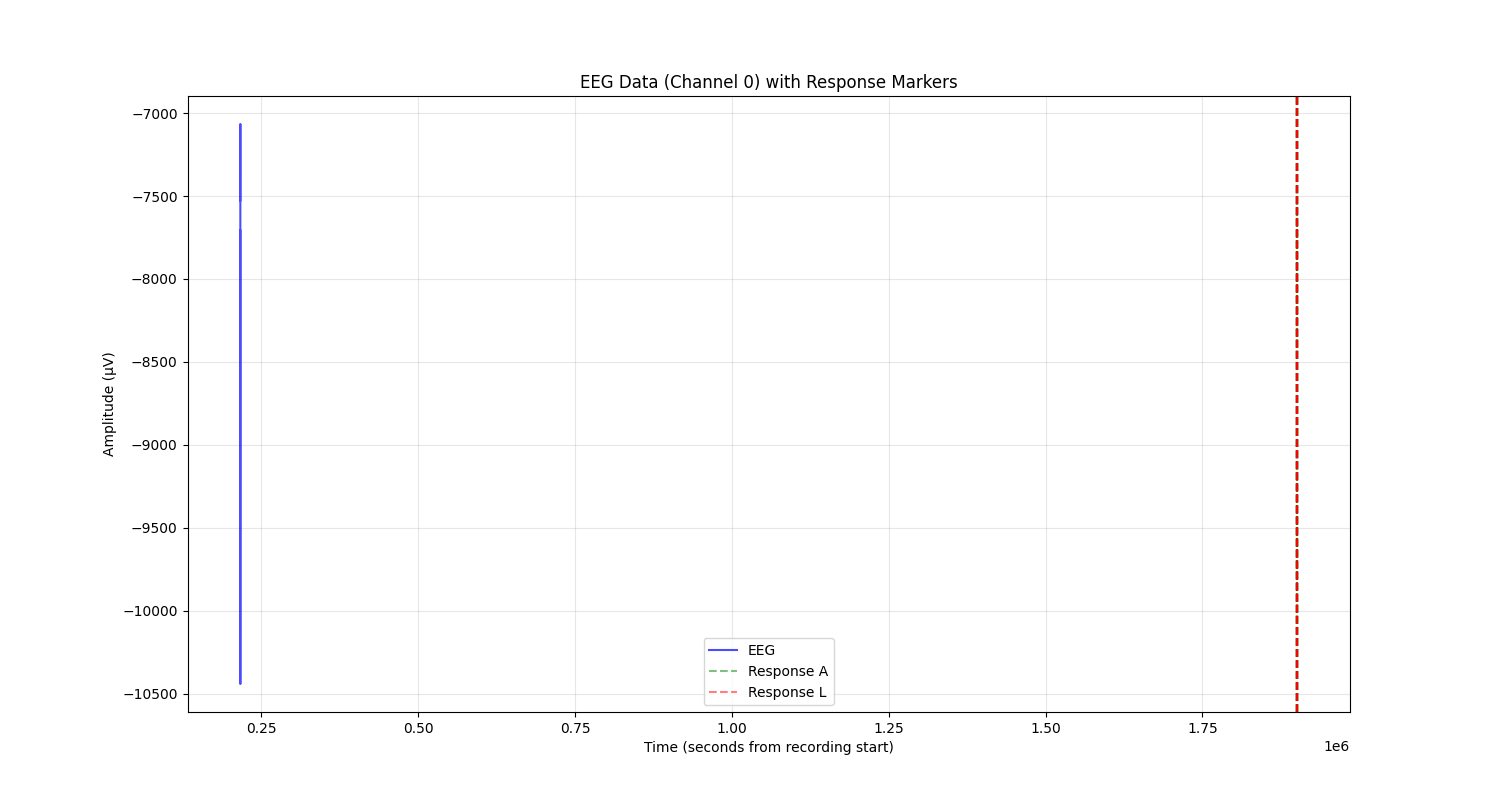 EEG Data (Channel 0) with Response Markers
Amplitude (µV)
−7000
−7500
−8000
−8500
−9000
−9500
−10000
−10500
EEG
Response A
Response L
0.25 0.50 0.75 1.00 1.25 1.50 1.75
1e6
Time (seconds from recording start)